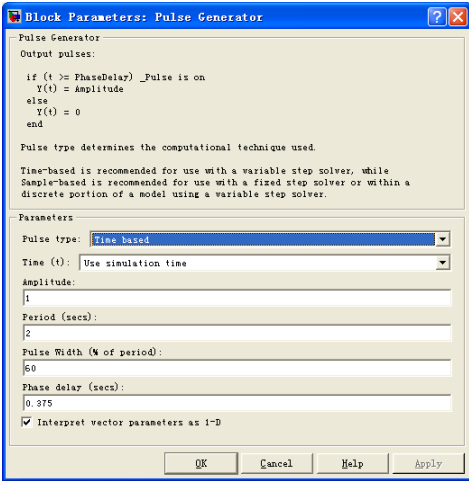 Block Parameters: Pulse Generator
Pulse Generator
Output pulses:
if (t >= PhaseDelay) _Pulse is on
Y(t) = Amplitude
else
Y(t) = 0
end
Pulse type determines the computational technique used.
Time-based is recommended for use with a variable step solver, while
Sample-based is recommended for use with a fixed step solver or within a
discrete portion of a model using a variable step solver.
Parameters
Pulse type: Time based
Time (t): Use simulation time
Amplitude:
1
Period (secs):
2
Pulse Width (% of period):
60
Phase delay (secs):
0.375
Interpret vector parameters as 1-D
OK Cancel Help Apply